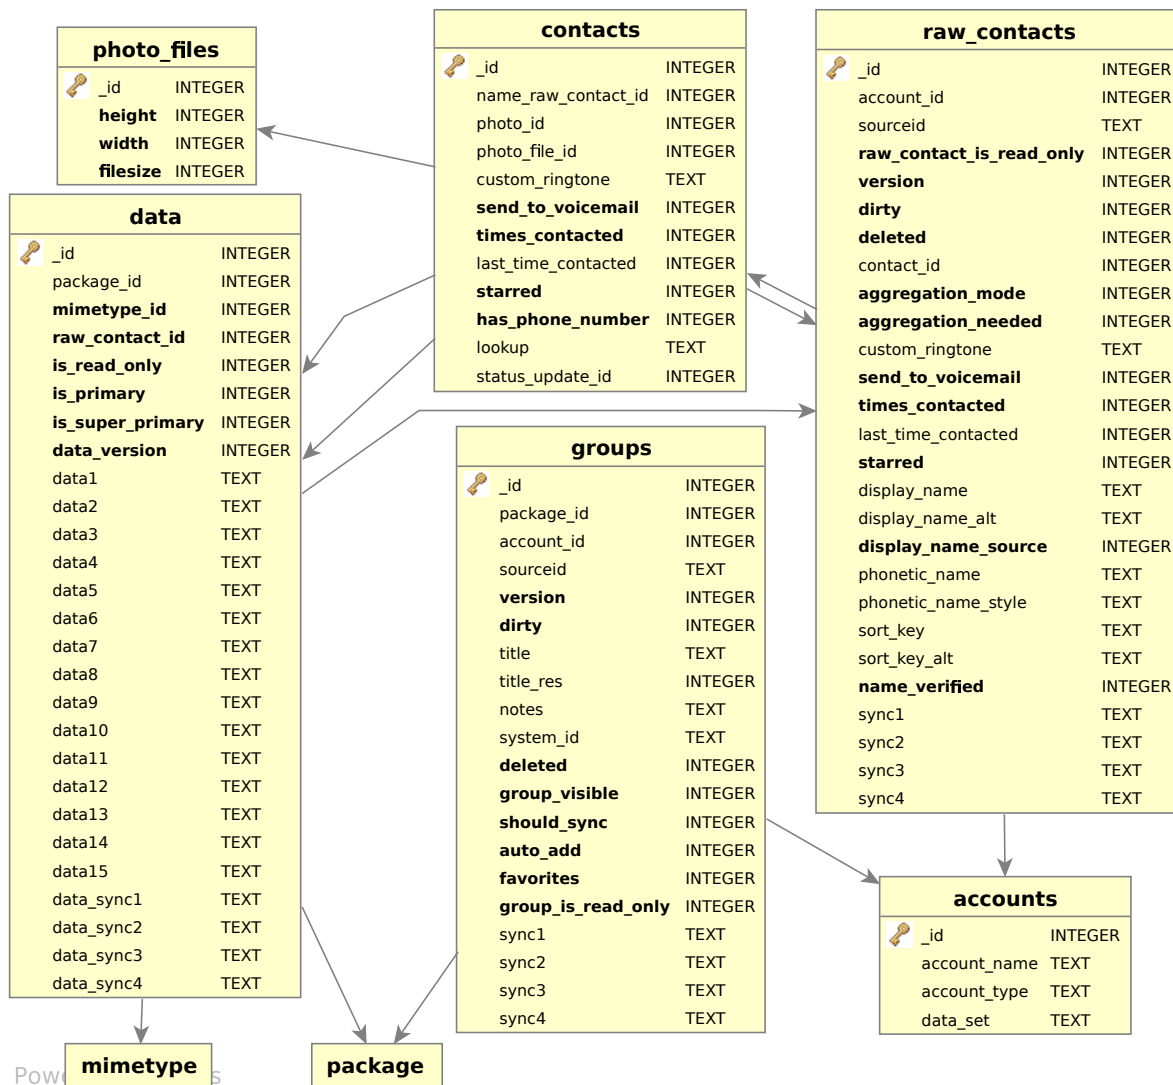 photo_files
_id INTEGER
height INTEGER
width INTEGER
filesize INTEGER
contacts
_id INTEGER
name_raw_contact_id INTEGER
photo_id INTEGER
photo_file_id INTEGER
custom_ringtone TEXT
send_to_voicemail INTEGER
times_contacted INTEGER
last_time_contacted INTEGER
starred INTEGER
has_phone_number INTEGER
lookup TEXT
status_update_id INTEGER
raw_contacts
_id INTEGER
account_id INTEGER
sourceid TEXT
raw_contact_is_read_only INTEGER
version INTEGER
dirty INTEGER
deleted INTEGER
contact_id INTEGER
aggregation_mode INTEGER
aggregation_needed INTEGER
custom_ringtone TEXT
send_to_voicemail INTEGER
times_contacted INTEGER
last_time_contacted INTEGER
starred INTEGER
display_name TEXT
display_name_alt TEXT
display_name_source INTEGER
phonetic_name TEXT
phonetic_name_style TEXT
sort_key TEXT
sort_key_alt TEXT
name_verified INTEGER
sync1 TEXT
sync2 TEXT
sync3 TEXT
sync4 TEXT
data
_id INTEGER
package_id INTEGER
mimetype_id INTEGER
raw_contact_id INTEGER
is_read_only INTEGER
is_primary INTEGER
is_super_primary INTEGER
data_version INTEGER
data1 TEXT
data2 TEXT
data3 TEXT
data4 TEXT
data5 TEXT
data6 TEXT
data7 TEXT
data8 TEXT
data9 TEXT
data10 TEXT
data11 TEXT
data12 TEXT
data13 TEXT
data14 TEXT
data15 TEXT
data_sync1 TEXT
data_sync2 TEXT
data_sync3 TEXT
data_sync4 TEXT
groups
_id INTEGER
package_id INTEGER
account_id INTEGER
sourceid TEXT
version INTEGER
dirty INTEGER
title TEXT
title_res INTEGER
notes TEXT
system_id TEXT
deleted INTEGER
group_visible INTEGER
should_sync INTEGER
auto_add INTEGER
favorites INTEGER
group_is_read_only INTEGER
sync1 TEXT
sync2 TEXT
sync3 TEXT
sync4 TEXT
accounts
_id INTEGER
account_name TEXT
account_type TEXT
data_set TEXT
mimetype
package